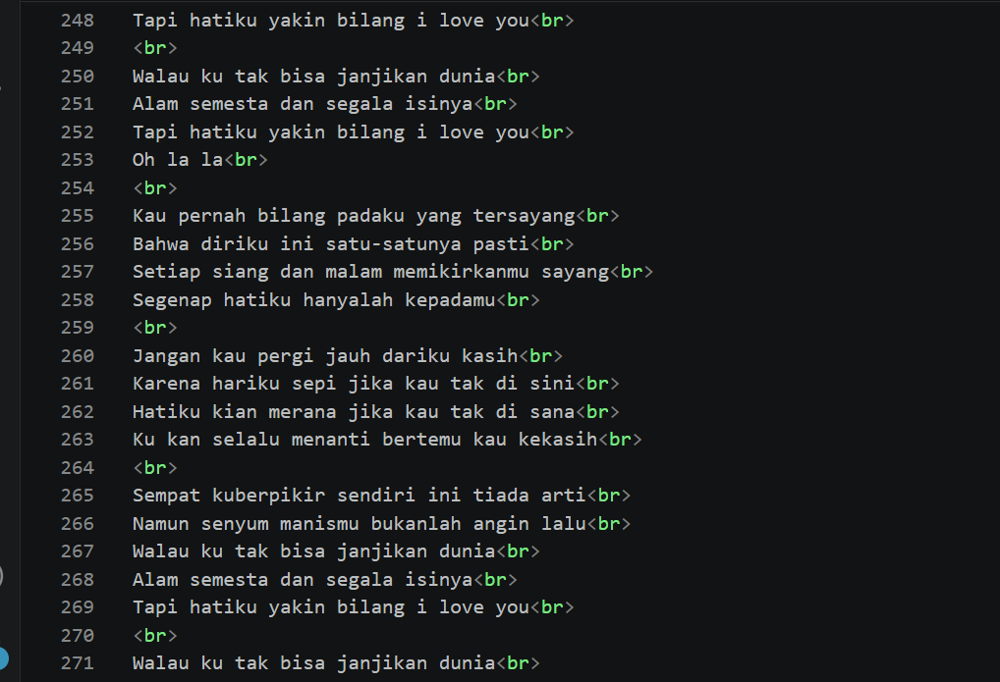 248 Tapi hatiku yakin bilang i love you<br>
249 <br>
250 Walau ku tak bisa janjikan dunia<br>
251 Alam semesta dan segala isinya<br>
252 Tapi hatiku yakin bilang i love you<br>
253 Oh la la<br>
254 <br>
255 Kau pernah bilang padaku yang tersayang<br>
256 Bahwa diriku ini satu-satunya pasti<br>
257 Setiap siang dan malam memikirkanmu sayang<br>
258 Segenap hatiku hanyalah kepadamu<br>
259 <br>
260 Jangan kau pergi jauh dariku kasih<br>
261 Karena hariku sepi jika kau tak di sini<br>
262 Hatiku kian merana jika kau tak di sana<br>
263 Ku kan selalu menanti bertemu kau kekasih<br>
264 <br>
265 Sempat kuberpikir sendiri ini tiada arti<br>
266 Namun senyum manismu bukanlah angin lalu<br>
267 Walau ku tak bisa janjikan dunia<br>
268 Alam semesta dan segala isinya<br>
269 Tapi hatiku yakin bilang i love you<br>
270 <br>
271 Walau ku tak bisa janjikan dunia<br>